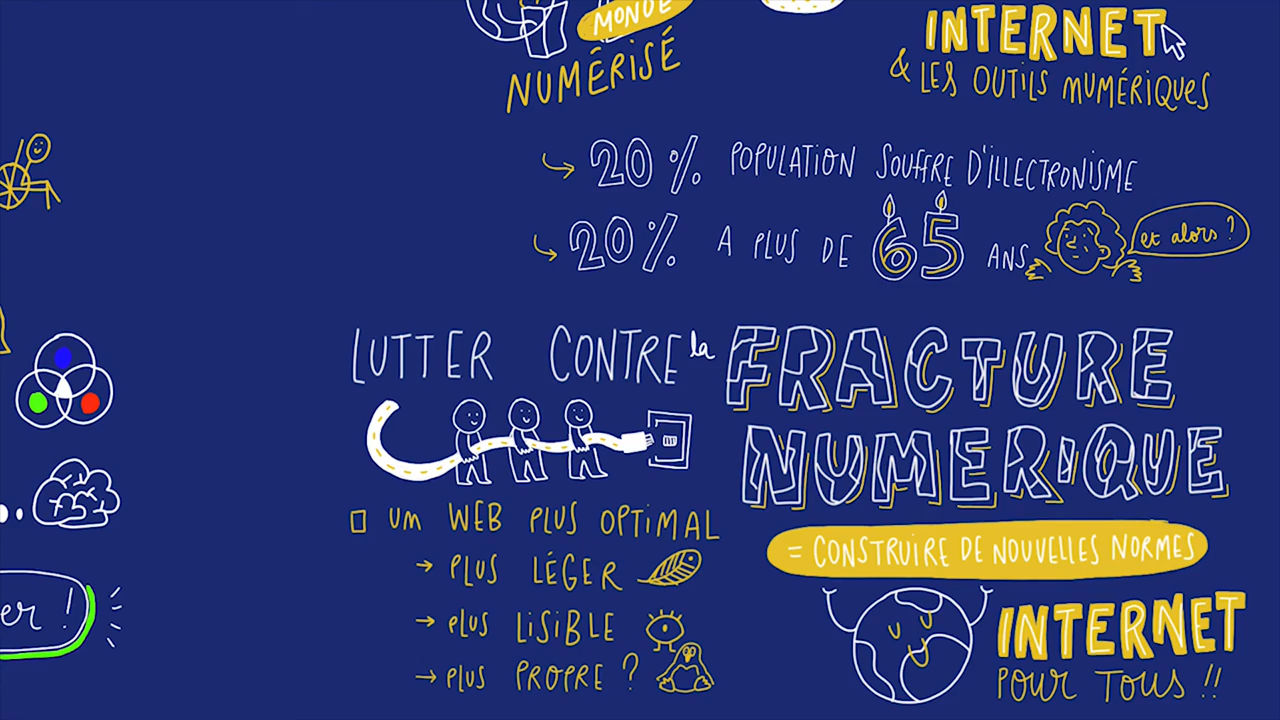 MONDE
NUMÉRISÉ
INTERNET
& LES OUTILS NUMÉRIQUES
20% POPULATION SOUFFRE D'ILLECTRONISME
20% A PLUS DE 65 ANS
et alors ?
LUTTER CONTRE la FRACTURE
NUMERIQUE
= CONSTRUIRE DE NOUVELLES NORMES
UN WEB PLUS OPTIMAL
→ PLUS LÉGER
→ PLUS LISIBLE
→ PLUS PROPRE ?
INTERNET
POUR TOUS !!
er !